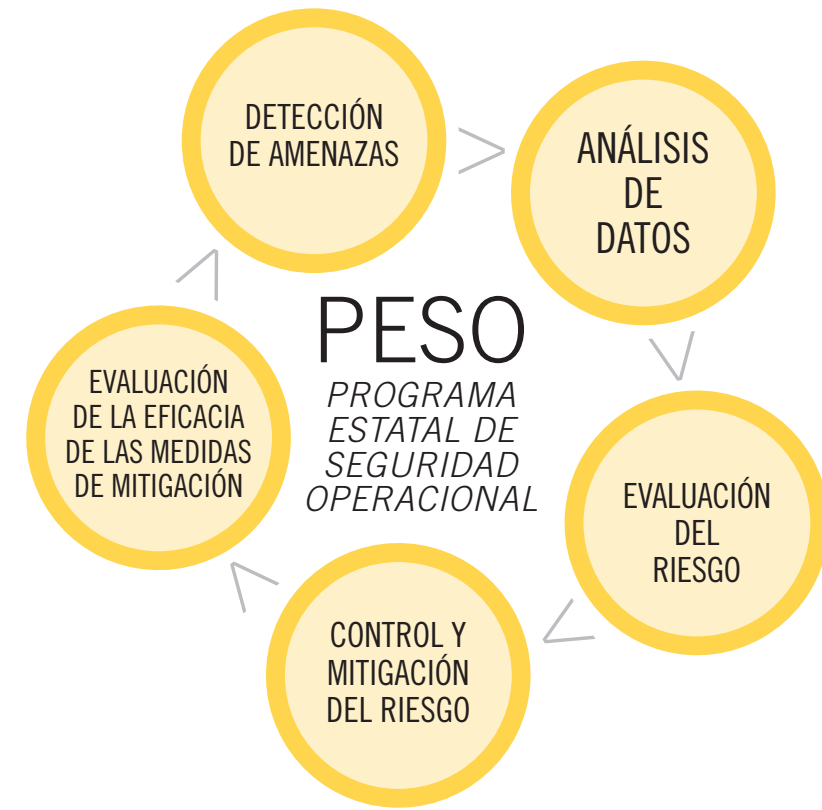 DETECCIÓN
DE AMENAZAS
ANÁLISIS
DE
DATOS
EVALUACIÓN
DEL
RIESGO
CONTROL Y
MITIGACIÓN
DEL RIESGO
EVALUACIÓN
DE LA EFICACIA
DE LAS MEDIDAS
DE MITIGACIÓN
PESO
PROGRAMA
ESTATAL DE
SEGURIDAD
OPERACIONAL